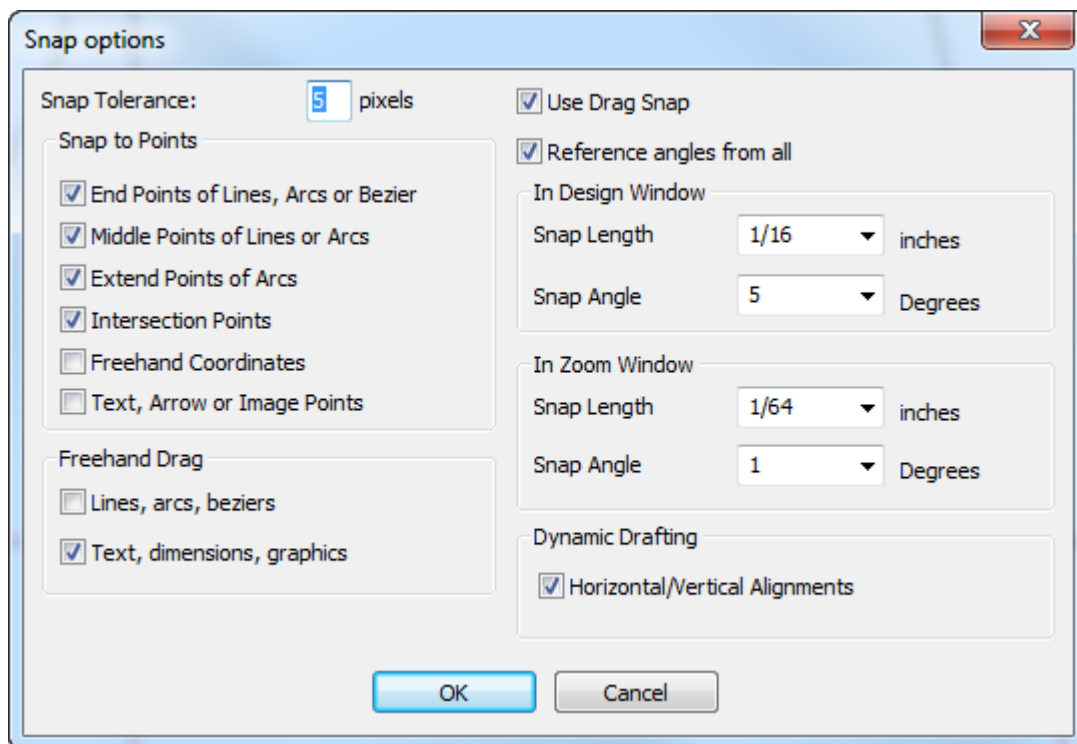 Snap options
Snap Tolerance: 5 pixels
Snap to Points
End Points of Lines, Arcs or Bezier
Middle Points of Lines or Arcs
Extend Points of Arcs
Intersection Points
Freehand Coordinates
Text, Arrow or Image Points
Freehand Drag
Lines, arcs, beziers
Text, dimensions, graphics
Use Drag Snap
Reference angles from all
In Design Window
Snap Length 1/16 inches
Snap Angle 5 Degrees
In Zoom Window
Snap Length 1/64 inches
Snap Angle 1 Degrees
Dynamic Drafting
Horizontal/Vertical Alignments
OK Cancel